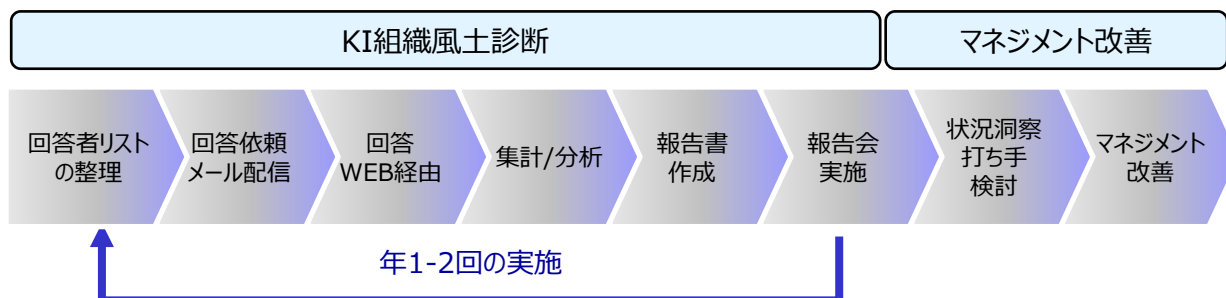 KI組織風土診断
マネジメント改善
回答者リスト
の整理
回答依頼
メール配信
回答
WEB経由
集計/分析
報告書
作成
報告会
実施
状況洞察
打ち手
検討
マネジメント
改善
年1-2回の実施